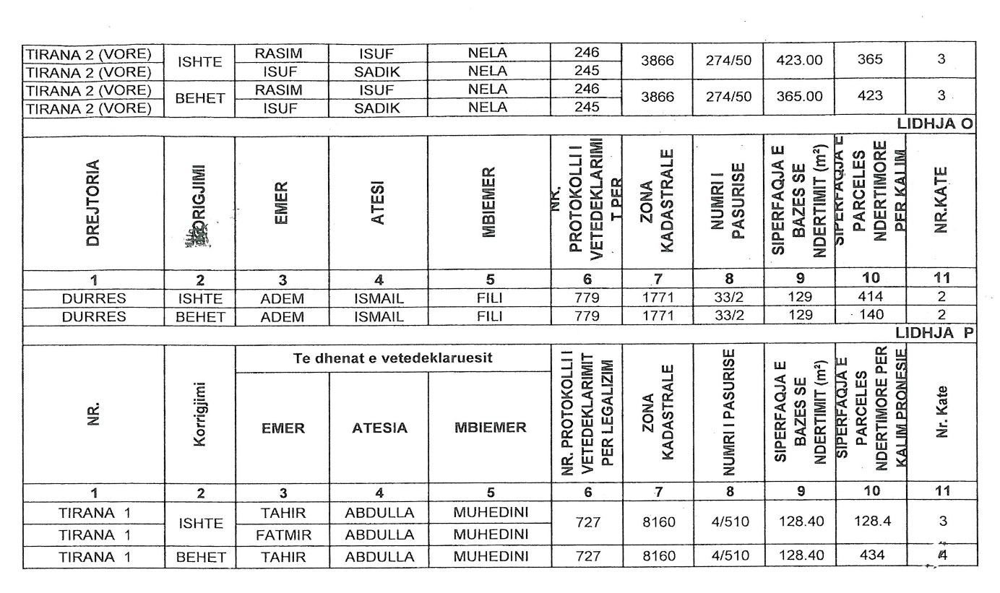 TIRANA 2 (VORE) ISHTE RASIM ISUF NELA 246 3866 274/50 423.00 365 3
TIRANA 2 (VORE) ISUF SADIK NELA 245
TIRANA 2 (VORE) BEHET RASIM ISUF NELA 246 3866 274/50 365.00 423 3
TIRANA 2 (VORE) ISUF SADIK NELA 245
LIDHJA O
DREJTORIA
KORIGJIMI
EMER
ATESI
MBIEMER
NR.
PROTOKOLLI I
VETEDEKLARIMI
T PER
ZONA
KADASTRALE
NUMRI I
PASURISE
SIPERFAQJA E
BAZES SE
NDERTIMIT (m²)
SIPERFAQJA E
PARCELES
NDERTIMORE
PER KALIM
NR.KATE
1 2 3 4 5 6 7 8 9 10 11
DURRES ISHTE ADEM ISMAIL FILI 779 1771 33/2 129 414 2
DURRES BEHET ADEM ISMAIL FILI 779 1771 33/2 129 140 2
LIDHJA P
NR.
Korrigjimi
Te dhenat e vetedeklaruesit
EMER
ATESIA
MBIEMER
NR. PROTOKOLLI I
VETEDEKLARIMIT
PER LEGALIZIM
ZONA
KADASTRALE
NUMRI I PASURISE
SIPERFAQJA E
BAZES SE
NDERTIMIT (m²)
SIPERFAQJA E
PARCELES
NDERTIMORE PER
KALIM PRONESIE
Nr. Kate
1 2 3 4 5 6 7 8 9 10 11
TIRANA 1 ISHTE TAHIR ABDULLA MUHEDINI 727 8160 4/510 128.40 128.4 3
TIRANA 1 FATMIR ABDULLA MUHEDINI
TIRANA 1 BEHET TAHIR ABDULLA MUHEDINI 727 8160 4/510 128.40 434 4